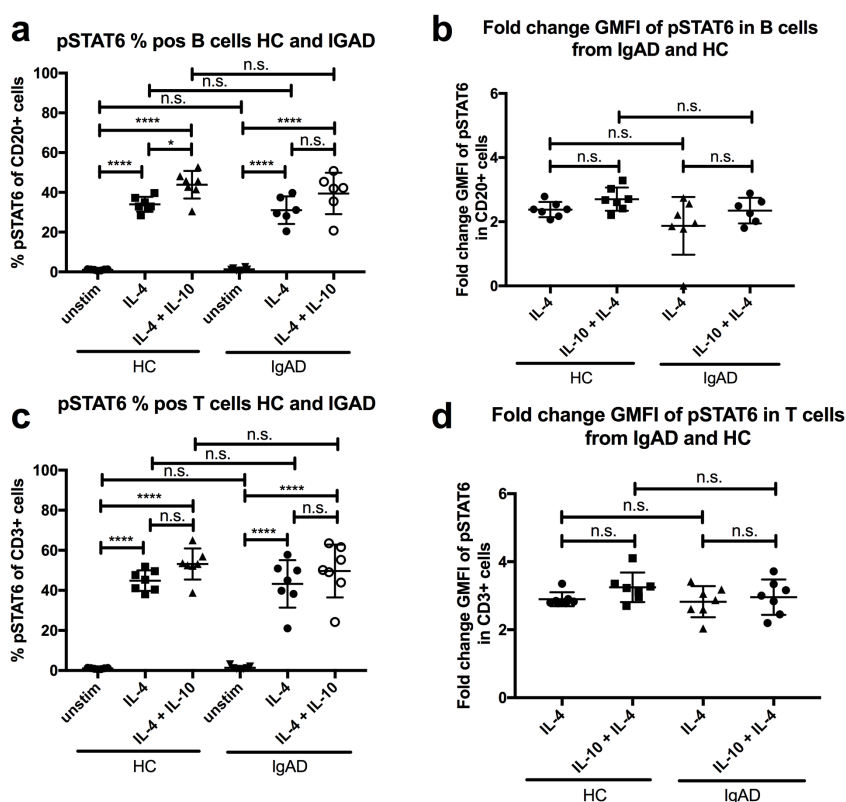 a
pSTAT6 % pos B cells HC and IGAD
% pSTAT6 of CD20+ cells
100
80
60
40
20
0
n.s.
n.s.
n.s.
****
****
*
n.s.
****
****
unstim
IL-4
IL-4 + IL-10
unstim
IL-4
IL-4 + IL-10
HC
IgAD
b
Fold change GMFI of pSTAT6 in B cells
from IgAD and HC
Fold change GMFI of pSTAT6
in CD20+ cells
6
4
2
0
n.s.
n.s.
n.s.
n.s.
IL-4
IL-10 + IL-4
IL-4
IL-10 + IL-4
HC
IgAD
c
pSTAT6 % pos T cells HC and IGAD
% pSTAT6 of CD3+ cells
100
80
60
40
20
0
n.s.
n.s.
n.s.
****
****
n.s.
****
n.s.
****
unstim
IL-4
IL-4 + IL-10
unstim
IL-4
IL-4 + IL-10
HC
IgAD
d
Fold change GMFI of pSTAT6 in T cells
from IgAD and HC
Fold change GMFI of pSTAT6
in CD3+ cells
6
4
2
0
n.s.
n.s.
n.s.
n.s.
IL-4
IL-10 + IL-4
IL-4
IL-10 + IL-4
HC
IgAD